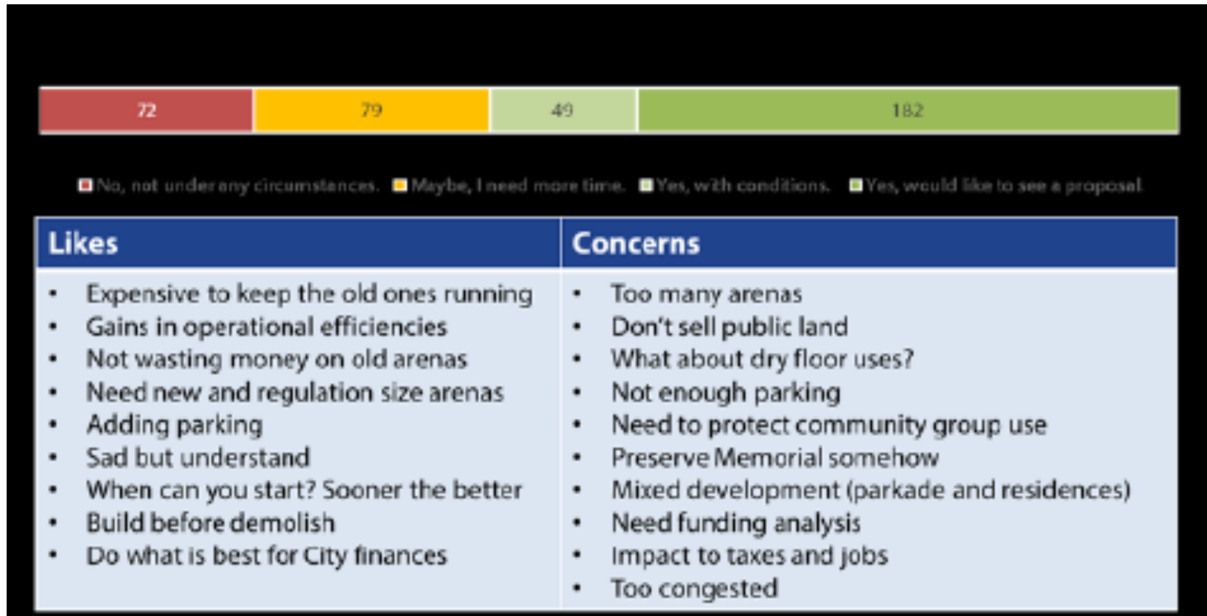 72 79 49 182
No, not under any circumstances. Maybe, I need more time. Yes, with conditions. Yes, would like to see a proposal.
Likes Concerns
• Expensive to keep the old ones running
• Gains in operational efficiencies
• Not wasting money on old arenas
• Need new and regulation size arenas
• Adding parking
• Sad but understand
• When can you start? Sooner the better
• Build before demolish
• Do what is best for City finances
• Too many arenas
• Don't sell public land
• What about dry floor uses?
• Not enough parking
• Need to protect community group use
• Preserve Memorial somehow
• Mixed development (parkade and residences)
• Need funding analysis
• Impact to taxes and jobs
• Too congested